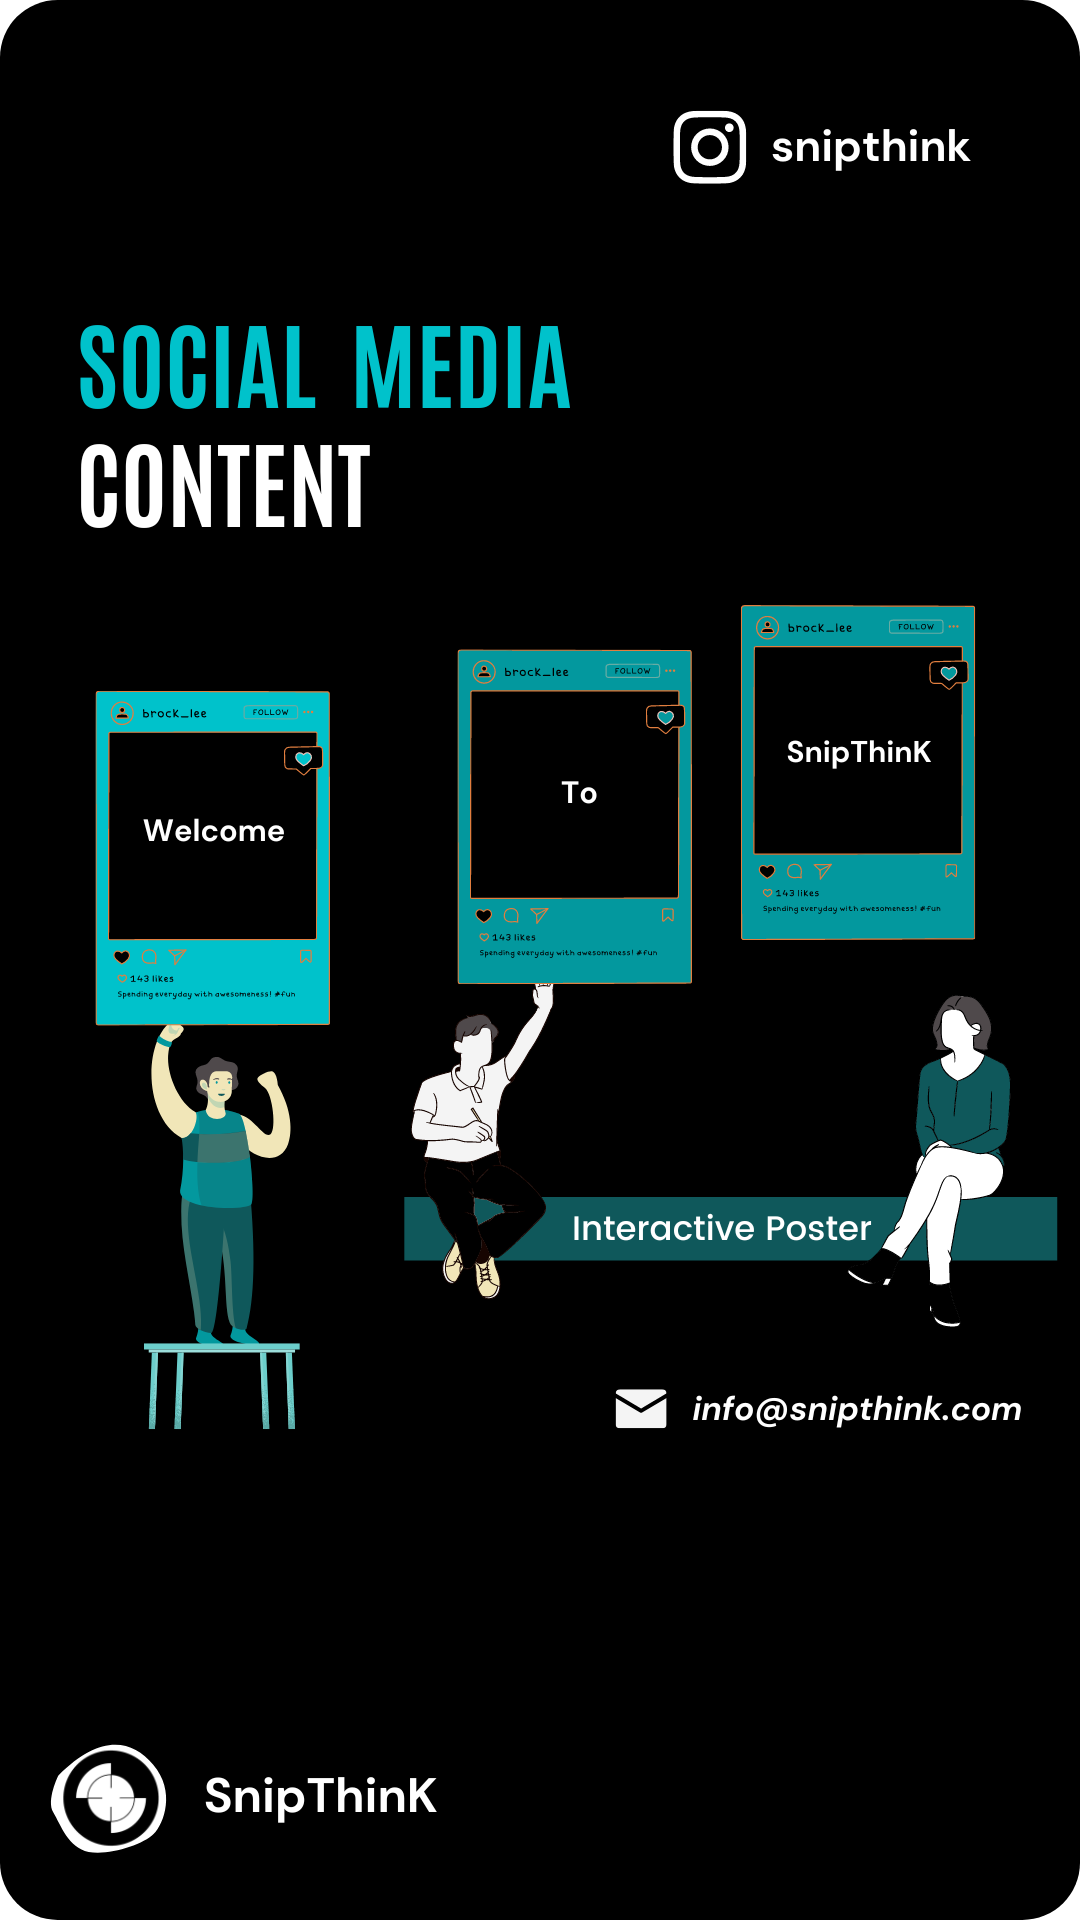 snipthink
SOCIAL MEDIA
CONTENT
brock_lee FOLLOW
Welcome
143 likes
Spending everyday with awesomeness! #fun
brock_lee FOLLOW
To
143 likes
Spending everyday with awesomeness! #fun
brock_lee FOLLOW
SnipThinK
143 likes
Spending everyday with awesomeness! #fun
Interactive Poster
info@snipthink.com
SnipThinK